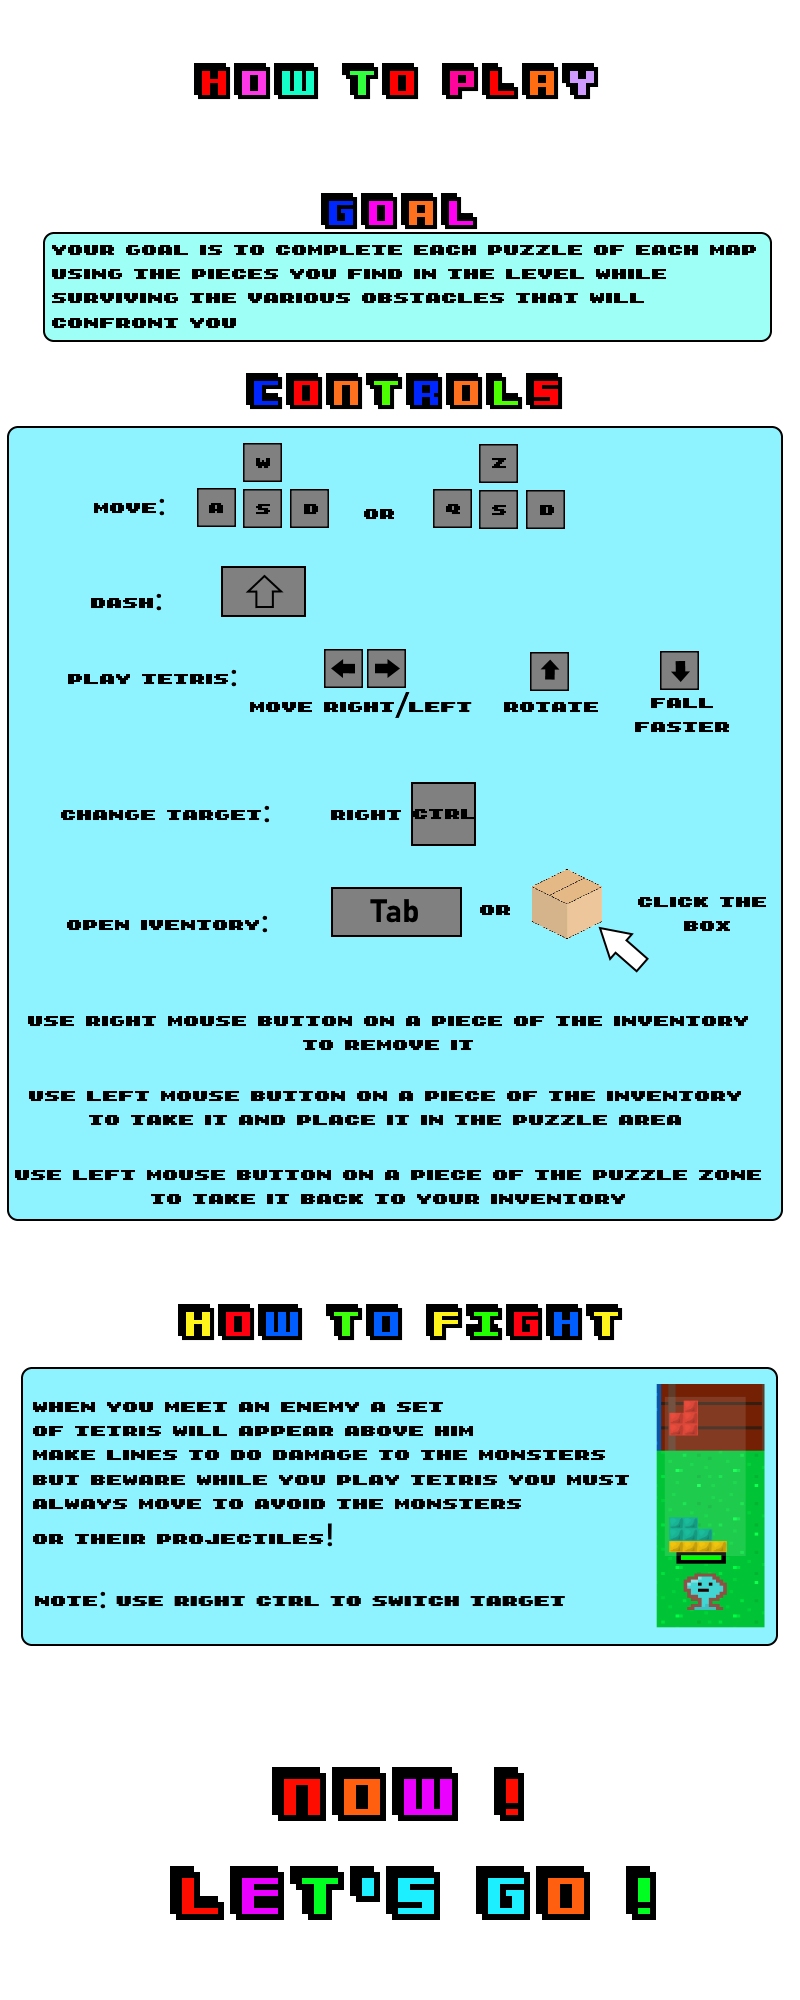 HOW TO PLAY
GOAL
YOUR GOAL IS TO COMPLETE EACH PUZZLE OF EACH MAP
USING THE PIECES YOU FIND IN THE LEVEL WHILE
SURVIVING THE VARIOUS OBSTACLES THAT WILL
CONFRONT YOU
CONTROLS
W Z
MOVE: A S D OR Q S D
DASH:
PLAY TETRIS:
MOVE RIGHT/LEFT ROTATE FALL
FASTER
CHANGE TARGET: RIGHT CTRL
OPEN IVENTORY: Tab OR CLICK THE
BOX
USE RIGHT MOUSE BUTTON ON A PIECE OF THE INVENTORY
TO REMOVE IT
USE LEFT MOUSE BUTTON ON A PIECE OF THE INVENTORY
TO TAKE IT AND PLACE IT IN THE PUZZLE AREA
USE LEFT MOUSE BUTTON ON A PIECE OF THE PUZZLE ZONE
TO TAKE IT BACK TO YOUR INVENTORY
HOW TO FIGHT
WHEN YOU MEET AN ENEMY A SET
OF TETRIS WILL APPEAR ABOVE HIM
MAKE LINES TO DO DAMAGE TO THE MONSTERS
BUT BEWARE WHILE YOU PLAY TETRIS YOU MUST
ALWAYS MOVE TO AVOID THE MONSTERS
OR THEIR PROJECTILES!
NOTE: USE RIGHT CTRL TO SWITCH TARGET
NOW !
LET'S GO !